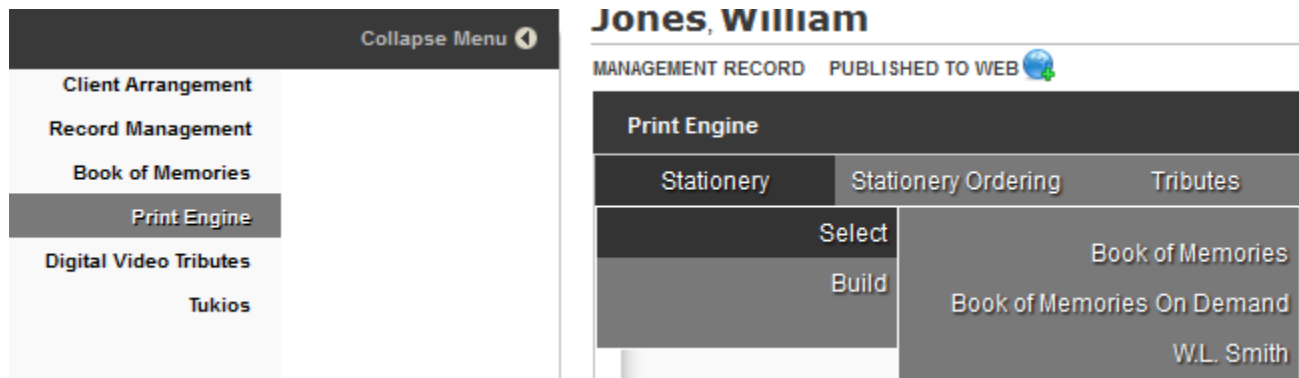 Collapse Menu
Client Arrangement
Record Management
Book of Memories
Print Engine
Digital Video Tributes
Tukios
Jones, William
MANAGEMENT RECORD PUBLISHED TO WEB
Print Engine
Stationery Stationery Ordering Tributes
Select
Build
Book of Memories
Book of Memories On Demand
W.L. Smith